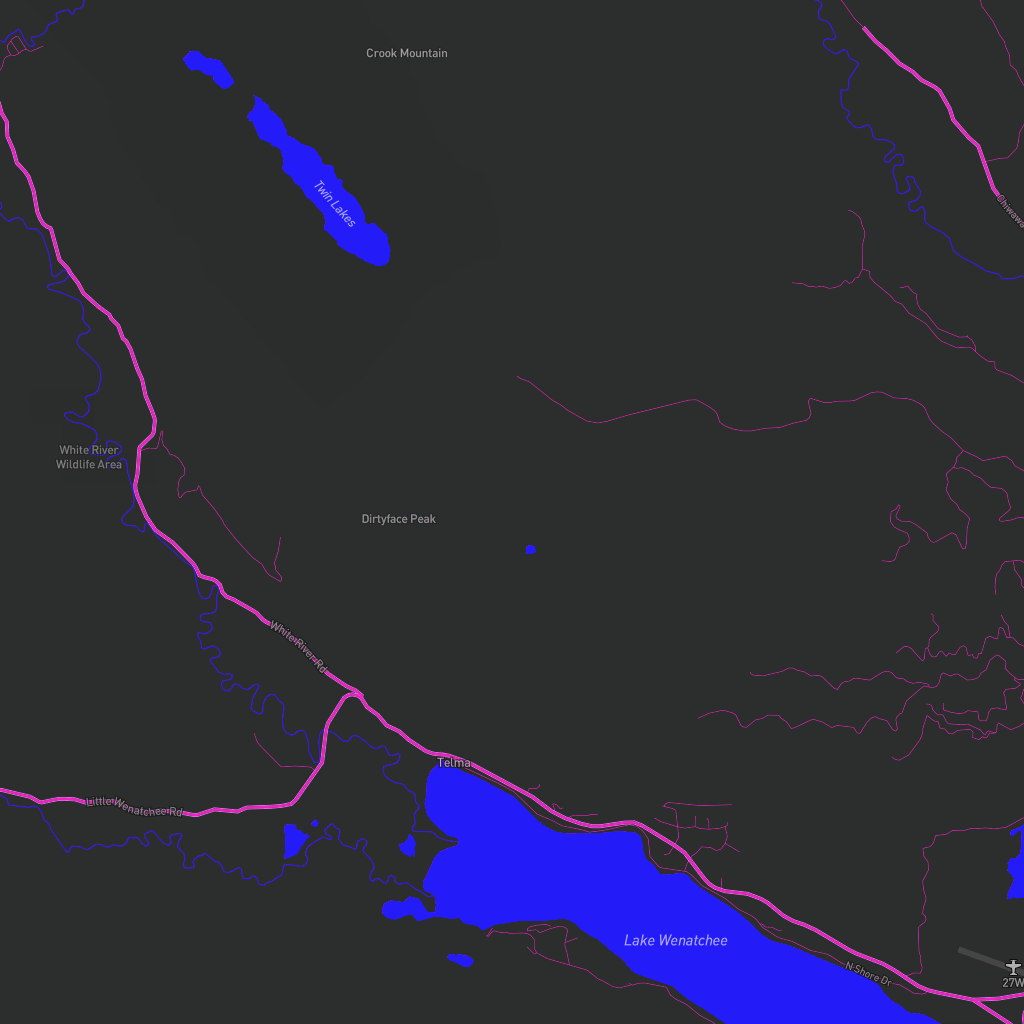 Crook Mountain
Twin Lakes
Chiwawa
White River
Wildlife Area
Dirtyface Peak
White River Rd
Telma
Little Wenatchee Rd
Lake Wenatchee
N Shore Dr
27W